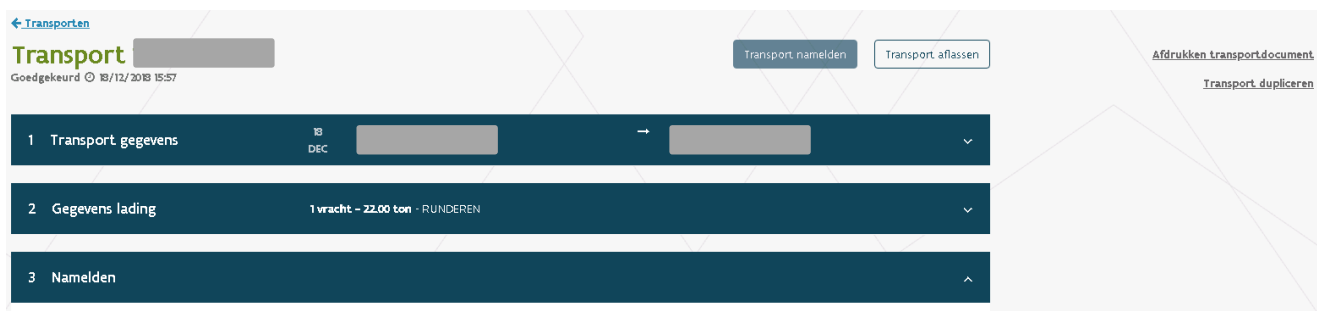 Transporten
Transport
Transport namelden
Transport aflassen
Afdrukken transportdocument
Goedgekeurd 18/12/2018 15:57
Transport dupliceren
1 Transport gegevens
18
DEC
2 Gegevens lading
1 vracht – 22.00 ton - RUNDEREN
3 Namelden